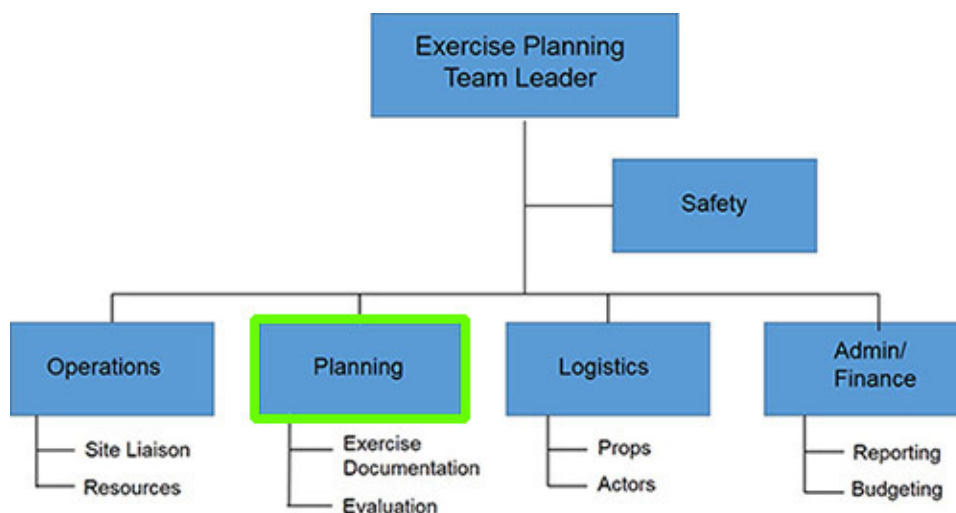 Exercise Planning
Team Leader
Safety
Operations
Planning
Logistics
Admin/
Finance
Site Liaison
Resources
Exercise
Documentation
Evaluation
Props
Actors
Reporting
Budgeting